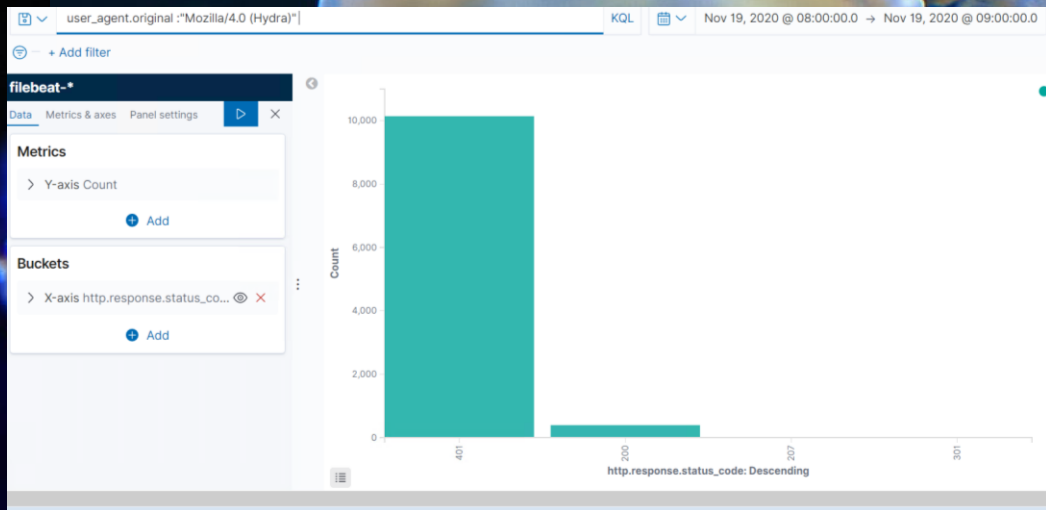 user_agent.original :"Mozilla/4.0 (Hydra)"
KQL
Nov 19, 2020 @ 08:00:00.0 → Nov 19, 2020 @ 09:00:00.0
+ Add filter
filebeat-*
Data Metrics & axes Panel settings
Metrics
Y-axis Count
Add
Buckets
X-axis http.response.status_co...
Add
Count
10,000
8,000
6,000
4,000
2,000
0
401
200
207
301
http.response.status_code: Descending